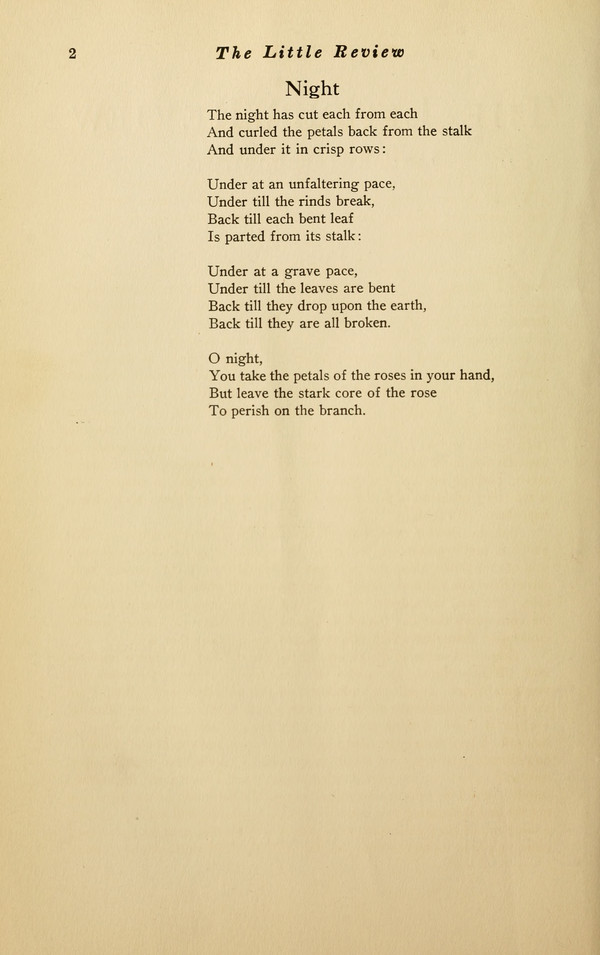 2
The Little Review
Night
The night has cut each from each
And curled the petals back from the stalk
And under it in crisp rows:
Under at an unfaltering pace,
Under till the rinds break,
Back till each bent leaf
Is parted from its stalk:
Under at a grave pace,
Under till the leaves are bent
Back till they drop upon the earth,
Back till they are all broken.
O night,
You take the petals of the roses in your hand,
But leave the stark core of the rose
To perish on the branch.